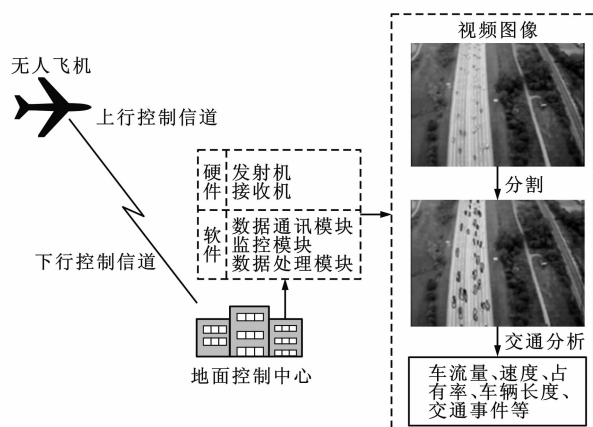 无人飞机
上行控制信道
下行控制信道
地面控制中心
硬件
发射机
接收机
软件
数据通讯模块
监控模块
数据处理模块
视频图像
分割
交通分析
车流量、速度、占
有率、车辆长度、
交通事件等